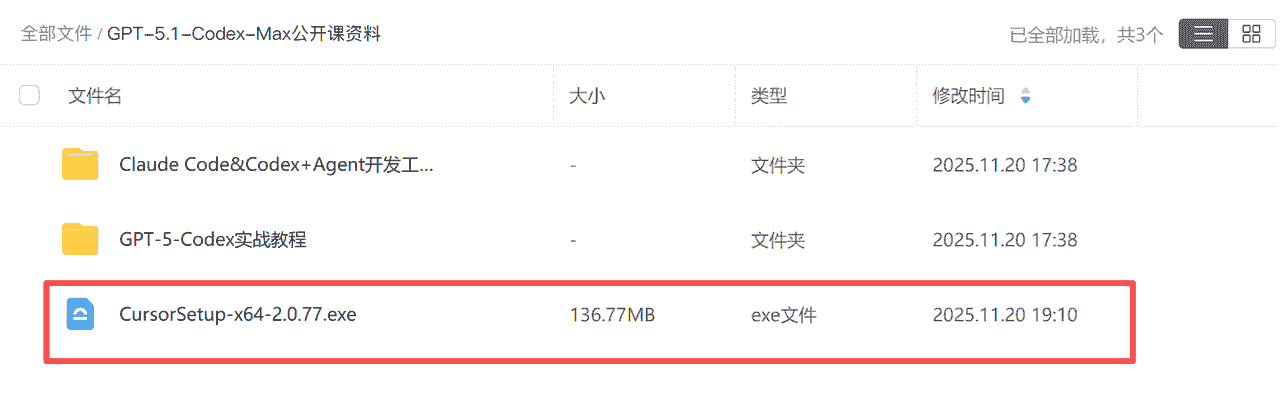 全部文件 / GPT-5.1-Codex-Max公开课资料 已全部加载，共3个
文件名 大小 类型 修改时间
Claude Code&Codex+Agent开发工... - 文件夹 2025.11.20 17:38
GPT-5-Codex实战教程 - 文件夹 2025.11.20 17:38
CursorSetup-x64-2.0.77.exe 136.77MB exe文件 2025.11.20 19:10